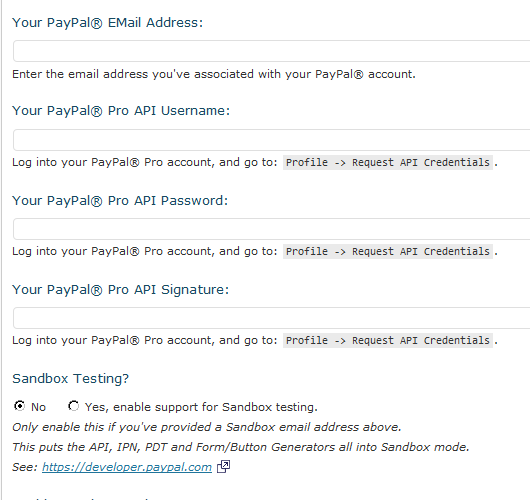 Your PayPal® EMail Address:
Enter the email address you've associated with your PayPal® account.
Your PayPal® Pro API Username:
Log into your PayPal® Pro account, and go to: Profile -> Request API Credentials.
Your PayPal® Pro API Password:
Log into your PayPal® Pro account, and go to: Profile -> Request API Credentials.
Your PayPal® Pro API Signature:
Log into your PayPal® Pro account, and go to: Profile -> Request API Credentials.
Sandbox Testing?
No Yes, enable support for Sandbox testing.
Only enable this if you've provided a Sandbox email address above.
This puts the API, IPN, PDT and Form/Button Generators all into Sandbox mode.
See: https://developer.paypal.com